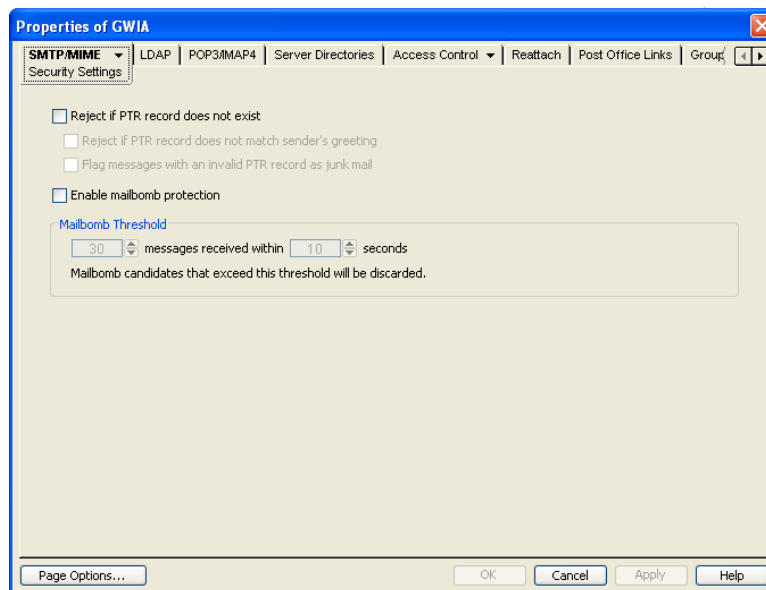 Properties of GWIA
SMTP/MIME LDAP POP3/IMAP4 Server Directories Access Control Reattach Post Office Links Group
Security Settings
Reject if PTR record does not exist
Reject if PTR record does not match sender's greeting
Flag messages with an invalid PTR record as junk mail
Enable mailbomb protection
Mailbomb Threshold
30 messages received within 10 seconds
Mailbomb candidates that exceed this threshold will be discarded.
Page Options... OK Cancel Apply Help